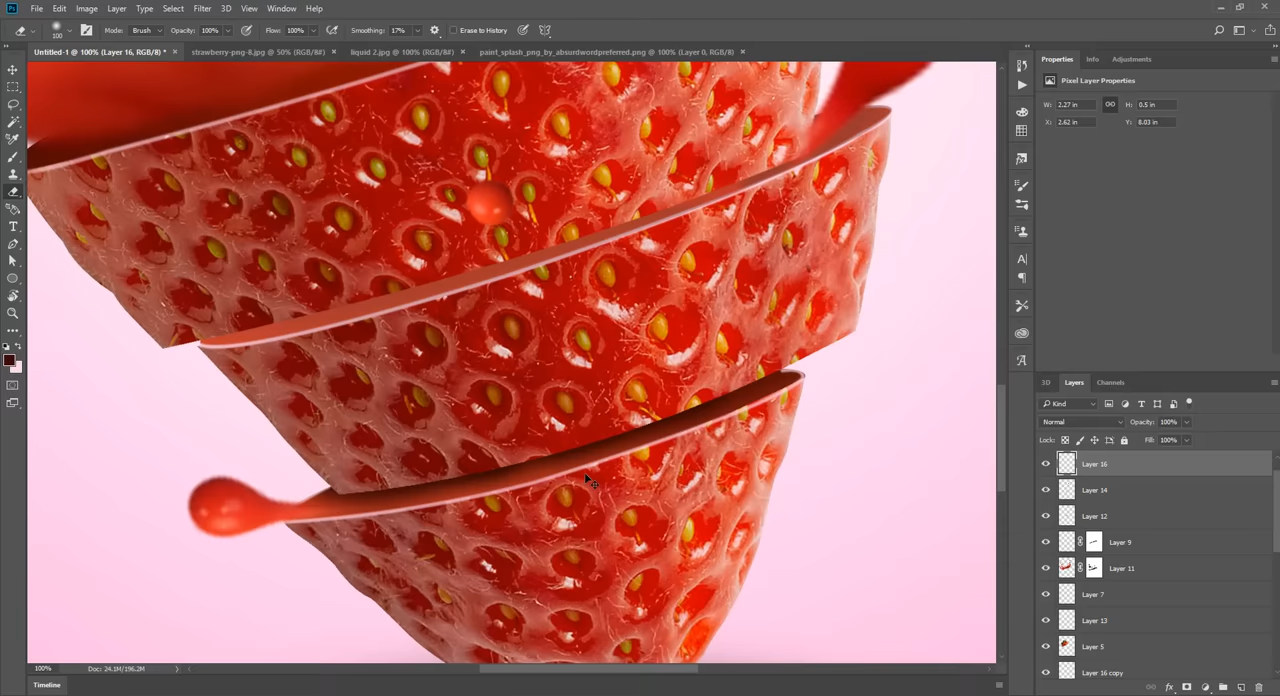 Ps File Edit Image Layer Type Select Filter 3D View Window Help
100 Mode: Brush Opacity: 100% Flow: 100% Smoothing: 17% Erase to History
Untitled-1 @ 100% (Layer 16, RGB/8) * × strawberry-png-8.jpg @ 50% (RGB/8#) × liquid 2.jpg @ 100% (RGB/8#) × paint_splash_png_by_absurdwordpreferred.png @ 100% (Layer 0, RGB/8) ×
Properties Info Adjustments
Pixel Layer Properties
W: 2.27 in H: 0.5 in
X: 2.62 in Y: 8.03 in
3D Layers Channels
Kind
Normal Opacity: 100%
Lock: Fill: 100%
Layer 16
Layer 14
Layer 12
Layer 9
Layer 11
Layer 7
Layer 13
Layer 5
Layer 16 copy
100% Doc: 24.1M/196.2M
fx
Timeline